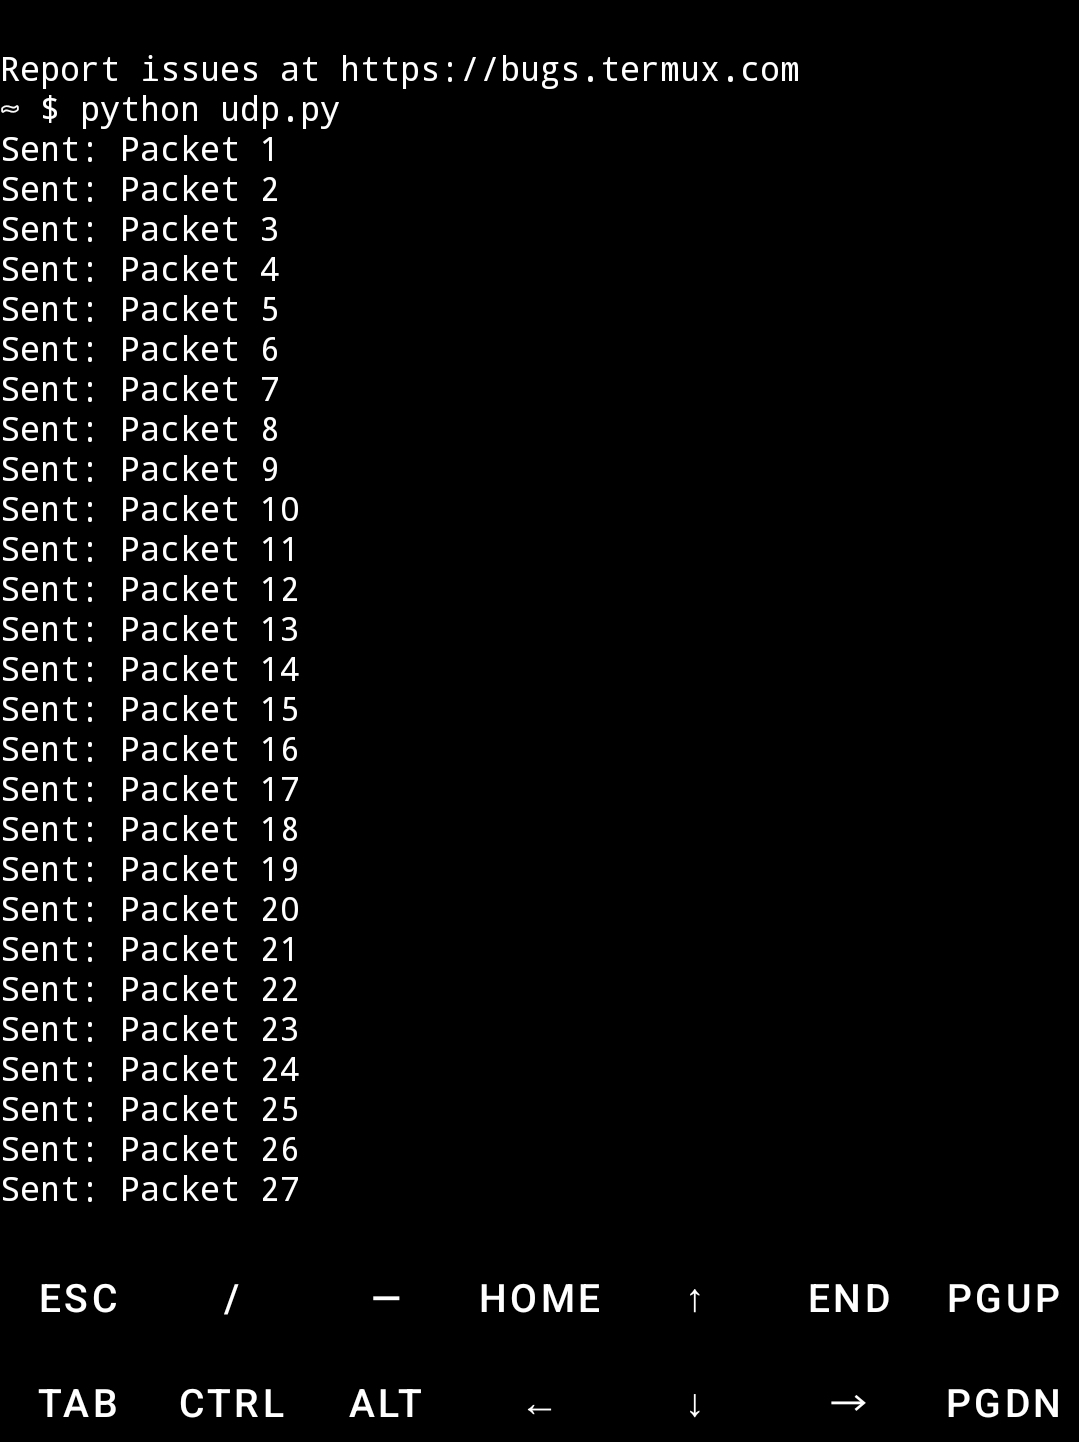 Report issues at https://bugs.termux.com
~ $ python udp.py
Sent: Packet 1
Sent: Packet 2
Sent: Packet 3
Sent: Packet 4
Sent: Packet 5
Sent: Packet 6
Sent: Packet 7
Sent: Packet 8
Sent: Packet 9
Sent: Packet 10
Sent: Packet 11
Sent: Packet 12
Sent: Packet 13
Sent: Packet 14
Sent: Packet 15
Sent: Packet 16
Sent: Packet 17
Sent: Packet 18
Sent: Packet 19
Sent: Packet 20
Sent: Packet 21
Sent: Packet 22
Sent: Packet 23
Sent: Packet 24
Sent: Packet 25
Sent: Packet 26
Sent: Packet 27
ESC / — HOME ↑ END PGUP
TAB CTRL ALT ← ↓ → PGDN